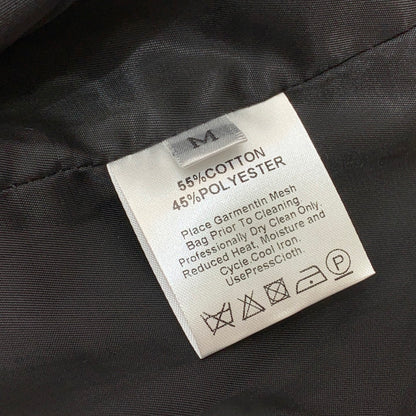 M
55%COTTON
45%POLYESTER
Place Garmentin Mesh
Bag Prior To Cleaning
Professionally Dry Clean Only.
Reduced Heat, Moisture and
Cycle Cool Iron.
UsePressCloth.
P